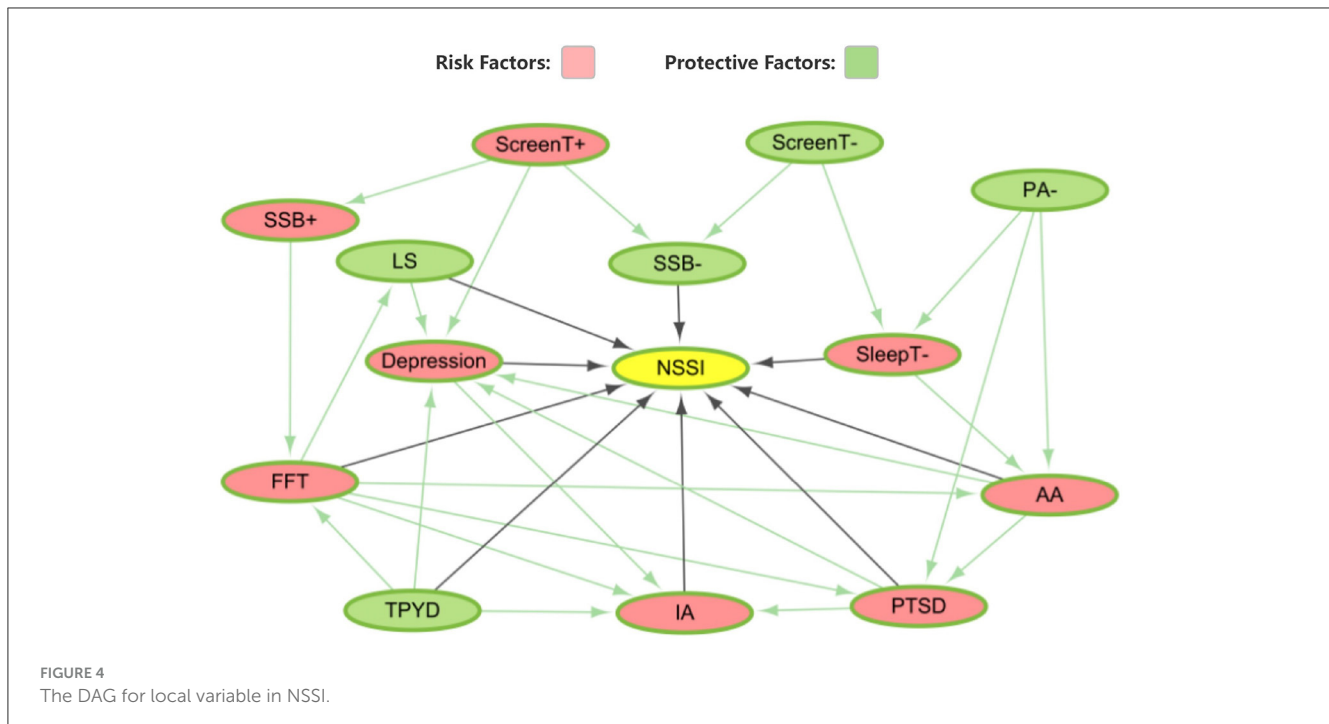 Risk Factors: Protective Factors:
ScreenT+
ScreenT-
PA-
SSB+
LS
SSB-
Depression
NSSI
SleepT-
FFT
AA
TPYD
IA
PTSD
FIGURE 4
The DAG for local variable in NSSI.